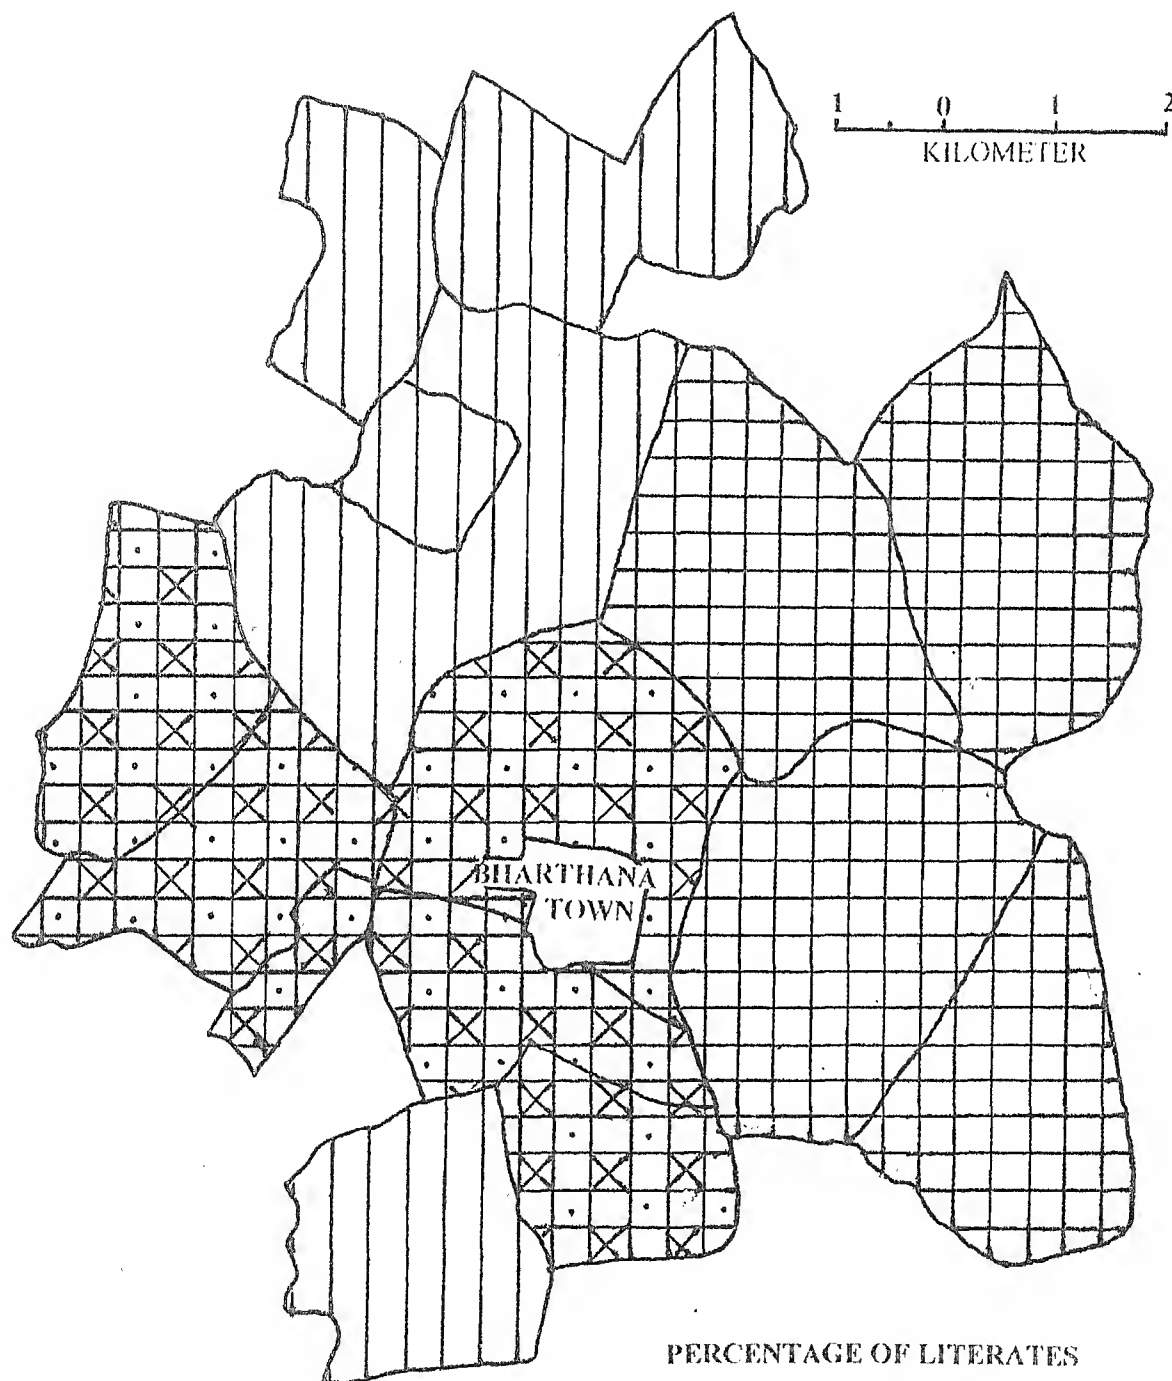 1 0 1 2
KILOMETER
BHARTHANA
TOWN
PERCENTAGE OF LITERATES